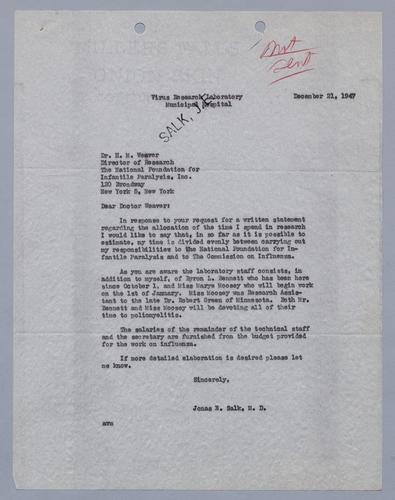 not
sent
Virus Research Laboratory
Municipal Hospital
December 21, 1947
SALK, J.
Dr. H. M. Weaver
Director of Research
The National Foundation for
Infantile Paralysis, Inc.
120 Broadway
New York 5, New York
Dear Doctor Weaver:
In response to your request for a written statement
regarding the allocation of the time I spend in research
I would like to say that, in so far as it is possible to
estimate, my time is divided evenly between carrying out
my responsibilities to The National Foundation for In-
fantile Paralysis and to The Commission on Influenza.
As you are aware the laboratory staff consists, in
addition to myself, of Byron L. Bennett who has been here
since October 1, and Miss Marye Moosey who will begin work
on the 1st of January. Miss Moosey was Research Assis-
tant to the late Dr. Robert Green of Minnesota. Both Mr.
Bennett and Miss Moosey will be devoting all of their
time to poliomyelitis.
The salaries of the remainder of the technical staff
and the secretary are furnished from the budget provided
for the work on influenza.
If more detailed elaboration is desired please let
me know.
Sincerely,
Jonas E. Salk, M. D.